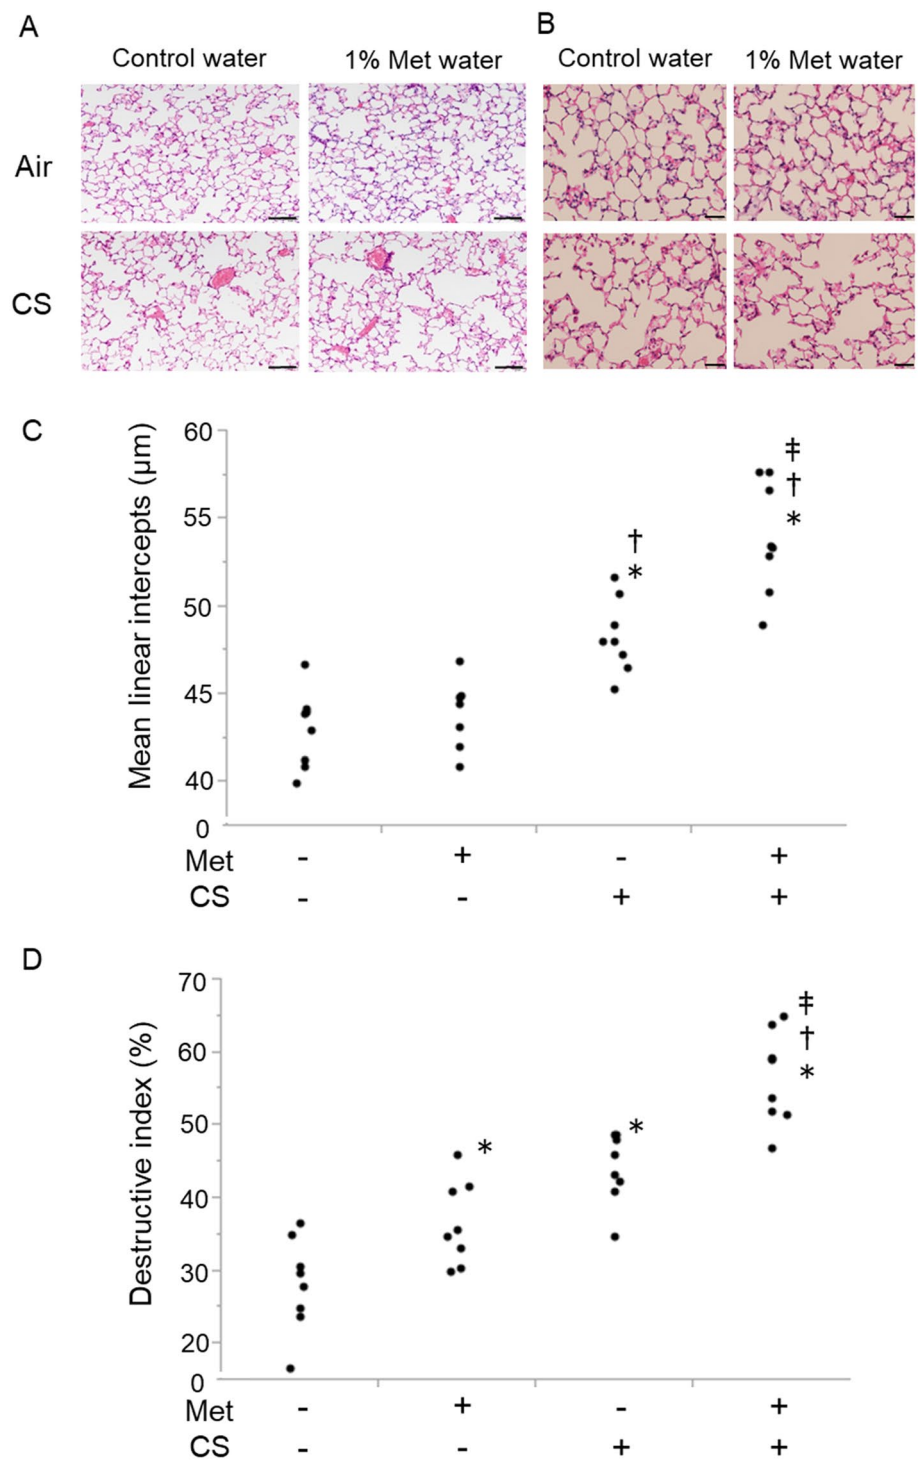 A
B
Control water
1% Met water
Control water
1% Met water
Air
CS
C
Mean linear intercepts (μm)
60
55
50
45
40
0
†
*
‡
†
*
Met - + - +
CS - - + +
D
Destructive index (%)
70
60
50
40
30
20
0
*
*
‡
†
*
Met - + - +
CS - - + +